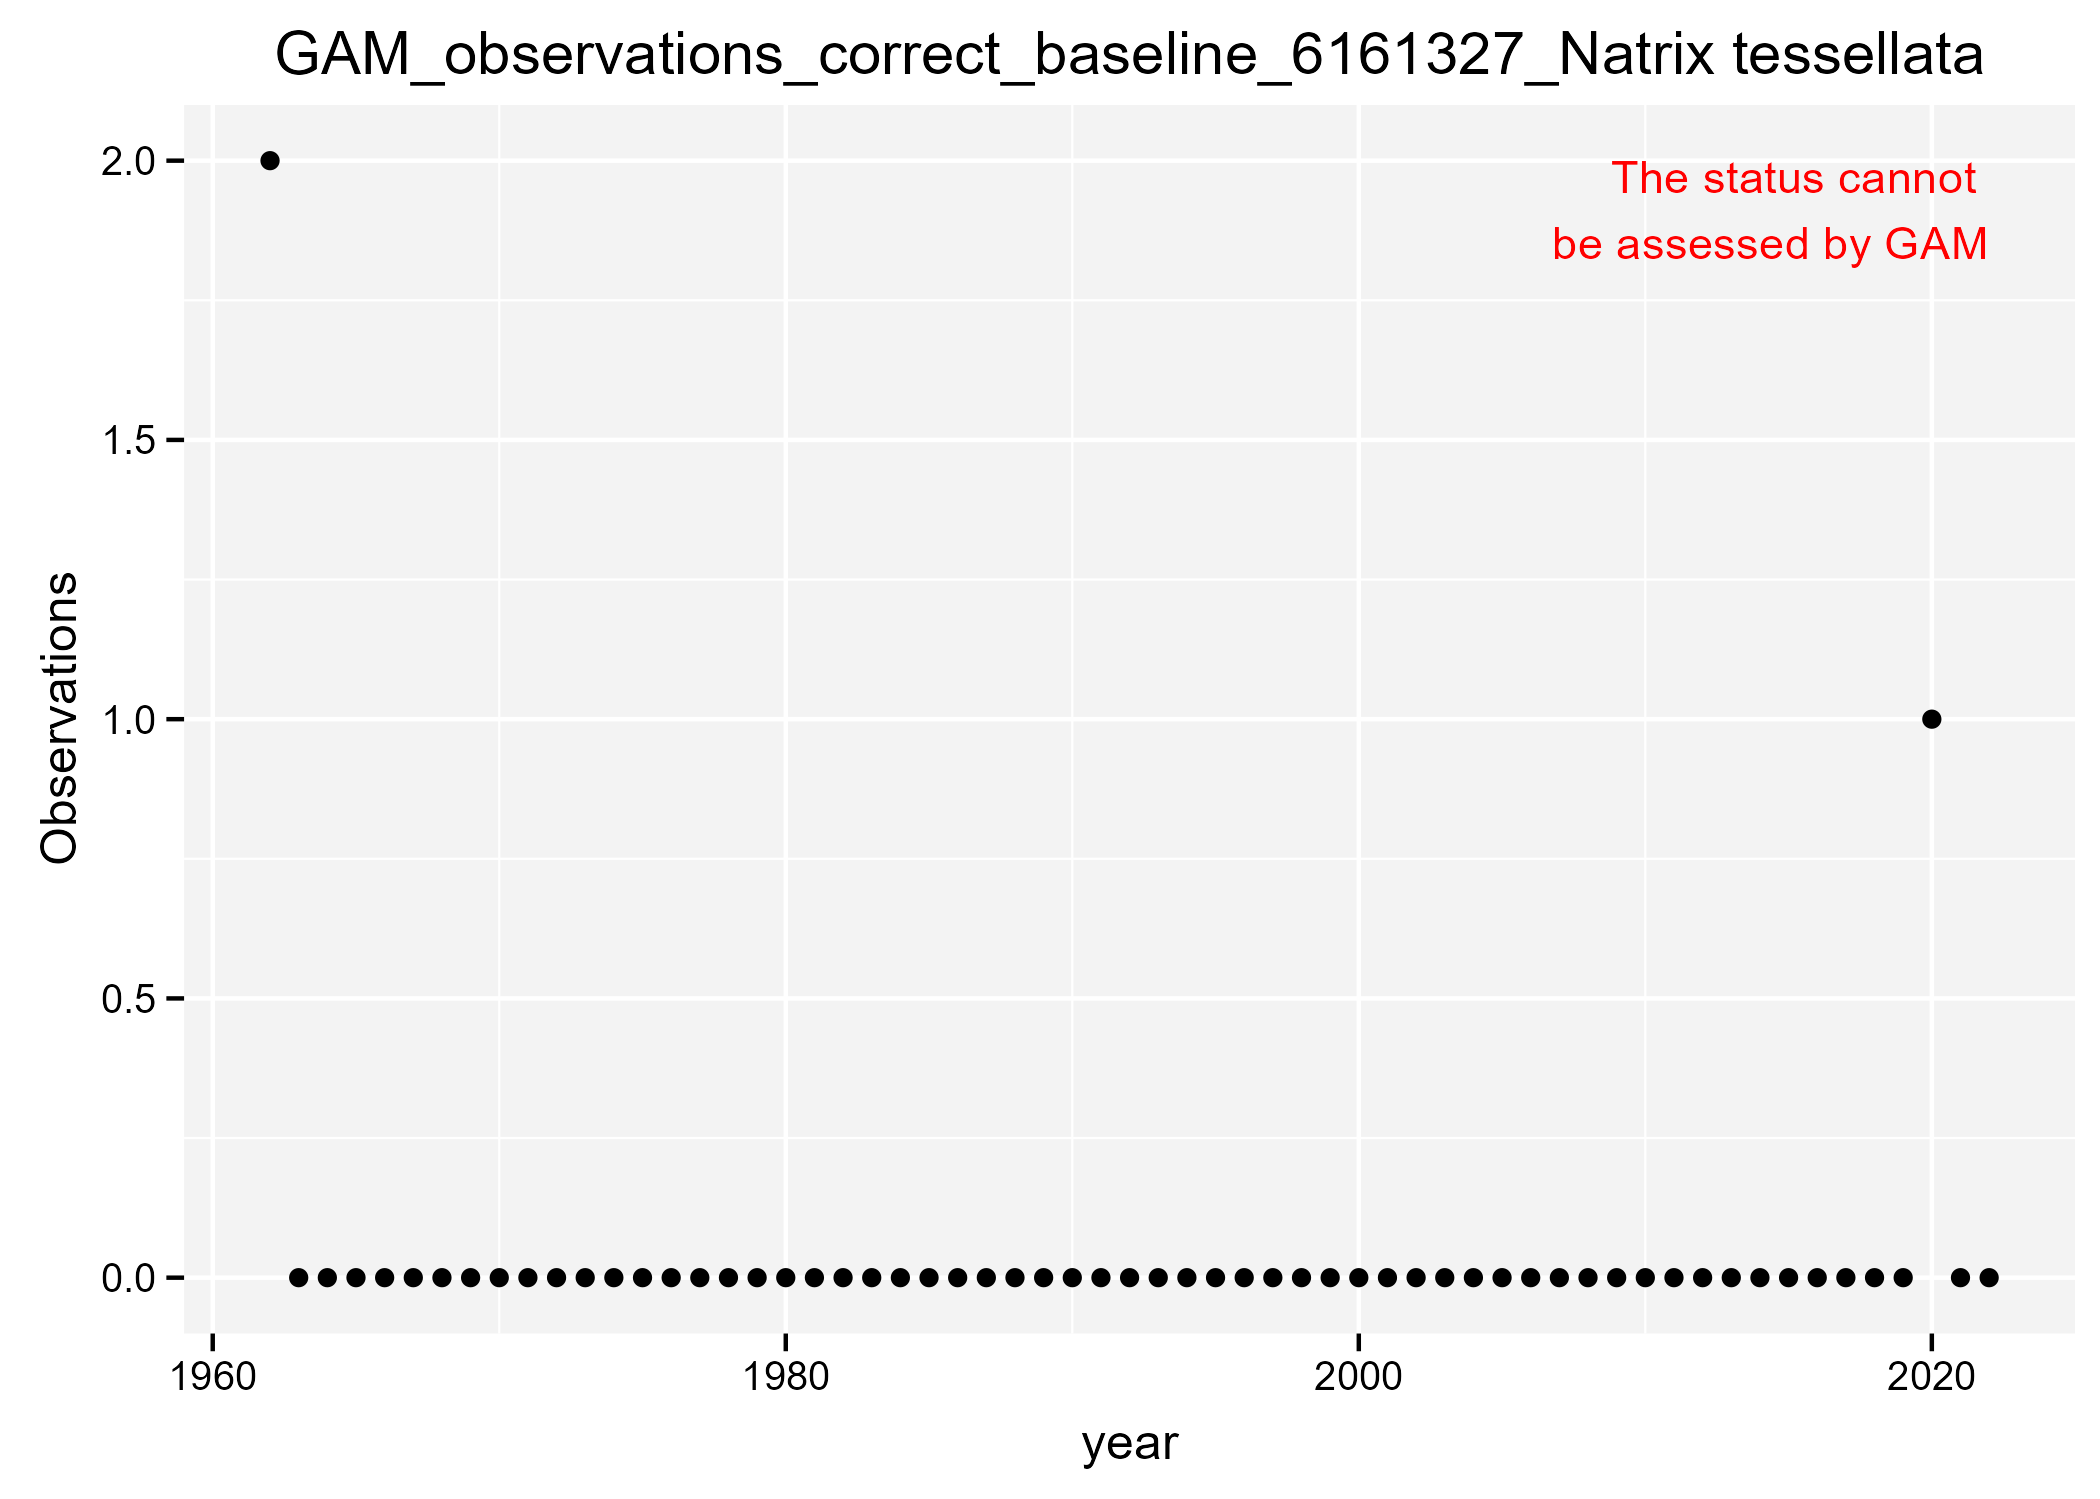 GAM_observations_correct_baseline_6161327_Natrix tessellata
The status cannot
be assessed by GAM
Observations
2.0
1.5
1.0
0.5
0.0
1960
1980
2000
2020
year